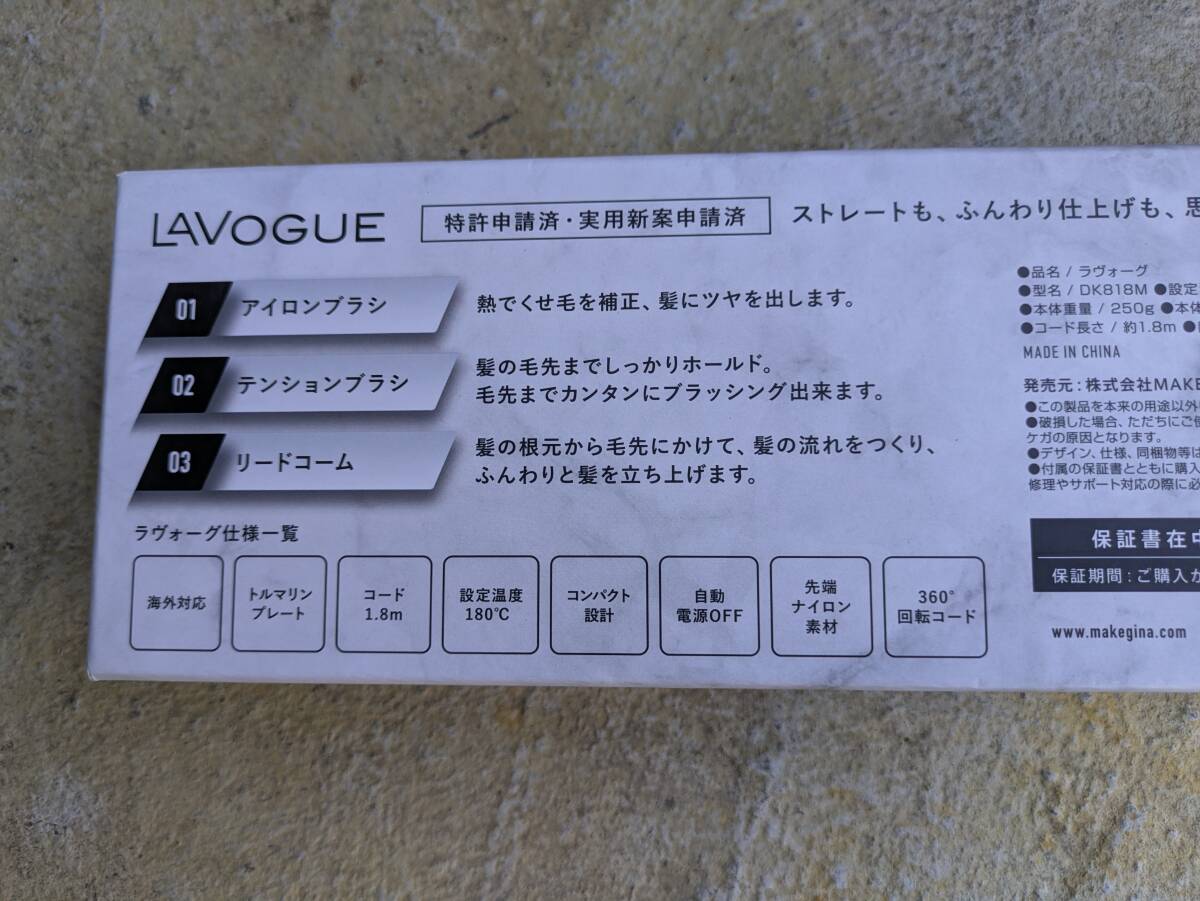 LAVOGUE
特許申請済・実用新案申請済
ストレートも、ふんわり仕上げも、思
01 アイロンブラシ
熱でくせ毛を補正、髪にツヤを出します。
02 テンションブラシ
髪の毛先までしっかりホールド。
毛先までカンタンにブラッシング出来ます。
03 リードコーム
髪の根元から毛先にかけて、髪の流れをつくり、
ふんわりと髪を立ち上げます。
ラヴォーグ仕様一覧
海外対応
トルマリン
プレート
コード
1.8m
設定温度
180℃
コンパクト
設計
自動
電源OFF
先端
ナイロン
素材
360°
回転コード
●品名 / ラヴォーグ
●型名 / DK818M ●設定
●本体重量 / 250g ●本体
●コード長さ / 約1.8m ●
MADE IN CHINA
発売元 : 株式会社MAKE
●この製品を本来の用途以外
●破損した場合、ただちにご使
ケガの原因となります。
●デザイン、仕様、同梱物等は
●付属の保証書とともに購入
修理やサポート対応の際に必
保証書在中
保証期間 : ご購入か
www.makegina.com